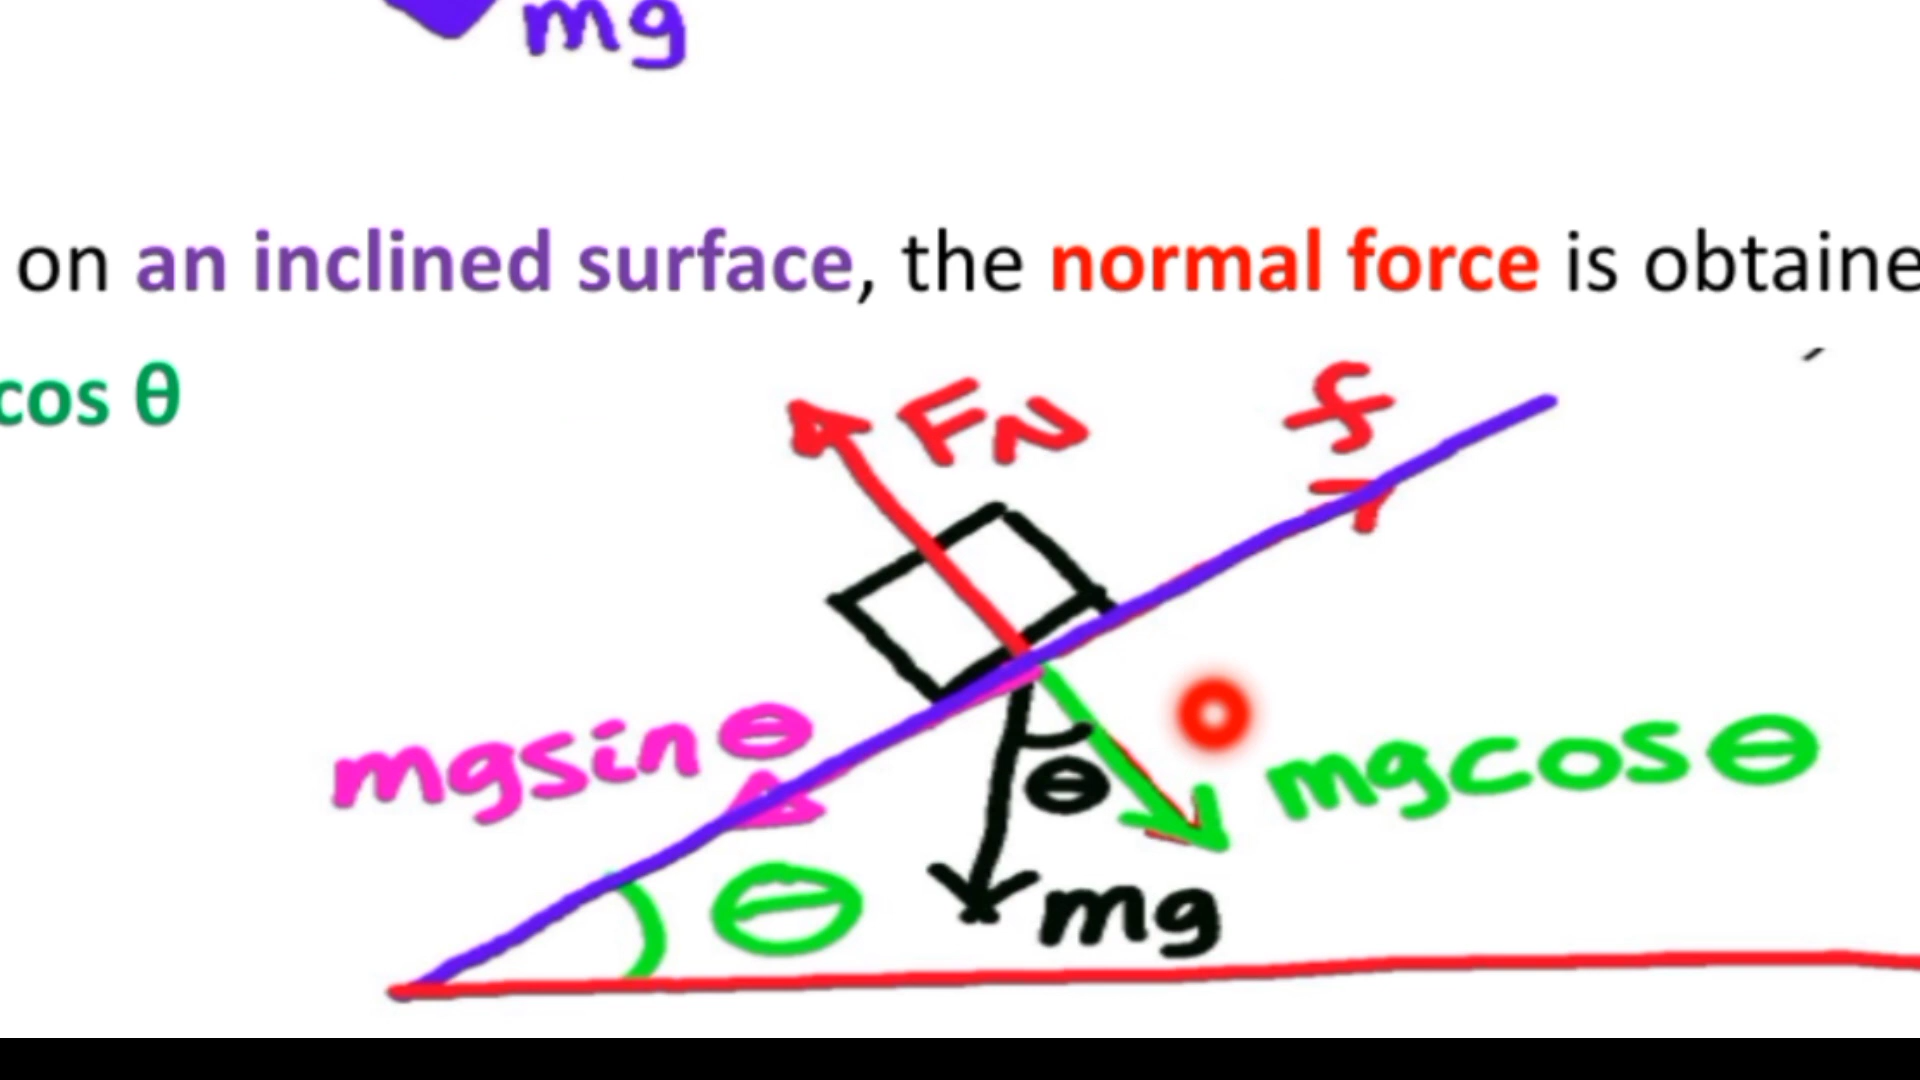 mg
on an inclined surface, the normal force is obtaine
cos θ
FN
f
mgsinθ
θ
mgcosθ
θ
mg